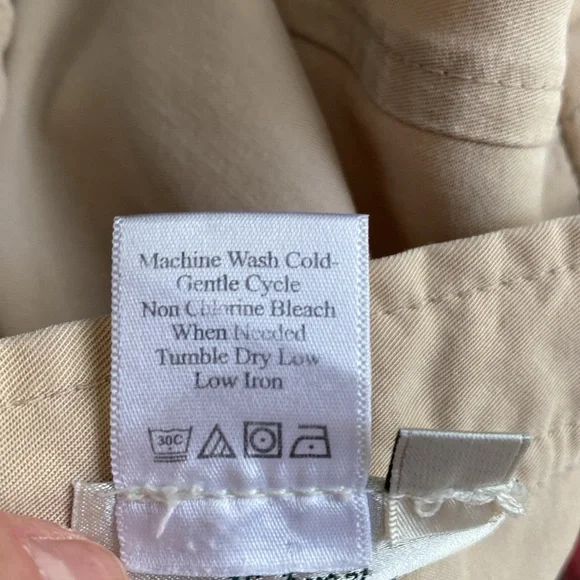 Machine Wash Cold-
Gentle Cycle
Non Chlorine Bleach
When Needed
Tumble Dry Low
Low Iron
30C